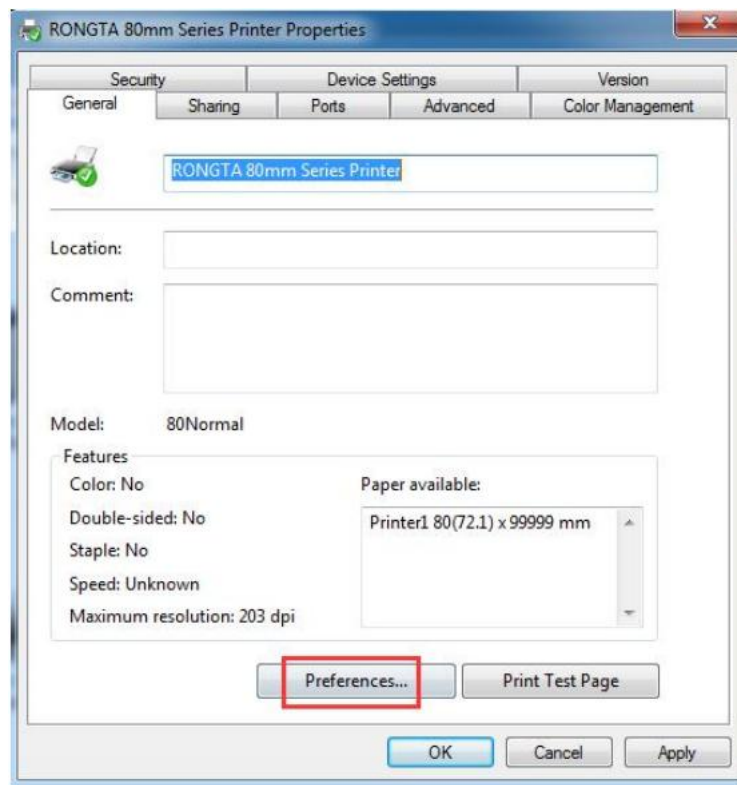 RONGTA 80mm Series Printer Properties
Security Device Settings Version
General Sharing Ports Advanced Color Management
RONGTA 80mm Series Printer
Location:
Comment:
Model: 80Normal
Features
Color: No Paper available:
Double-sided: No Printer1 80(72.1) x 99999 mm
Staple: No
Speed: Unknown
Maximum resolution: 203 dpi
Preferences... Print Test Page
OK Cancel Apply